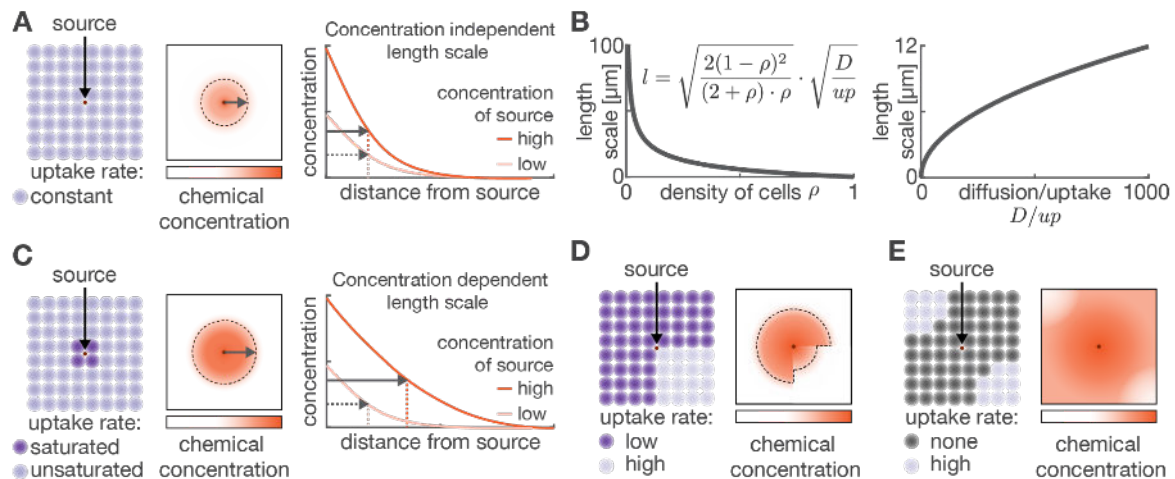 A
source
uptake rate:
constant
chemical
concentration
Concentration independent
length scale
concentration
concentration
of source
high
low
distance from source
B
length
scale [µm]
100
0
0
1
density of cells ρ
l = √(2(1 − ρ)² / ((2 + ρ) · ρ)) · √(D / up)
length
scale [µm]
12
0
0
1000
diffusion/uptake
D/up
C
source
uptake rate:
saturated
unsaturated
chemical
concentration
Concentration dependent
length scale
concentration
concentration
of source
high
low
distance from source
D
source
uptake rate:
low
high
chemical
concentration
E
source
uptake rate:
none
high
chemical
concentration